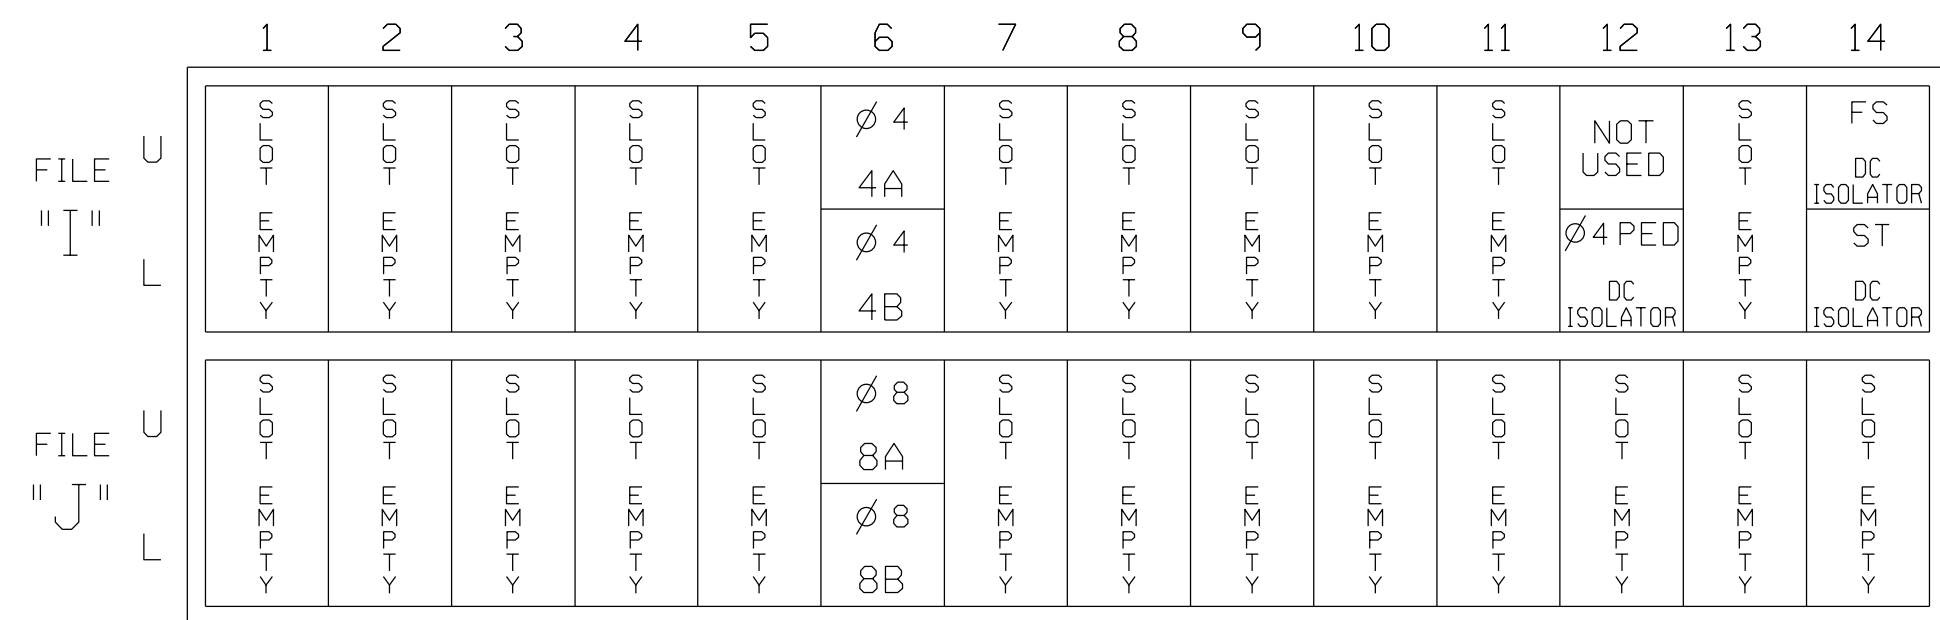 1 2 3 4 5 6 7 8 9 10 11 12 13 14
FILE "I"
U
L
SLOT EMPTY
SLOT EMPTY
SLOT EMPTY
SLOT EMPTY
SLOT EMPTY
Ø 4
4A
Ø 4
4B
SLOT EMPTY
SLOT EMPTY
SLOT EMPTY
SLOT EMPTY
SLOT EMPTY
NOT
USED
Ø 4 PED
DC
ISOLATOR
SLOT EMPTY
FS
DC
ISOLATOR
ST
DC
ISOLATOR
FILE "J"
U
L
SLOT EMPTY
SLOT EMPTY
SLOT EMPTY
SLOT EMPTY
SLOT EMPTY
Ø 8
8A
Ø 8
8B
SLOT EMPTY
SLOT EMPTY
SLOT EMPTY
SLOT EMPTY
SLOT EMPTY
SLOT EMPTY
SLOT EMPTY
SLOT EMPTY